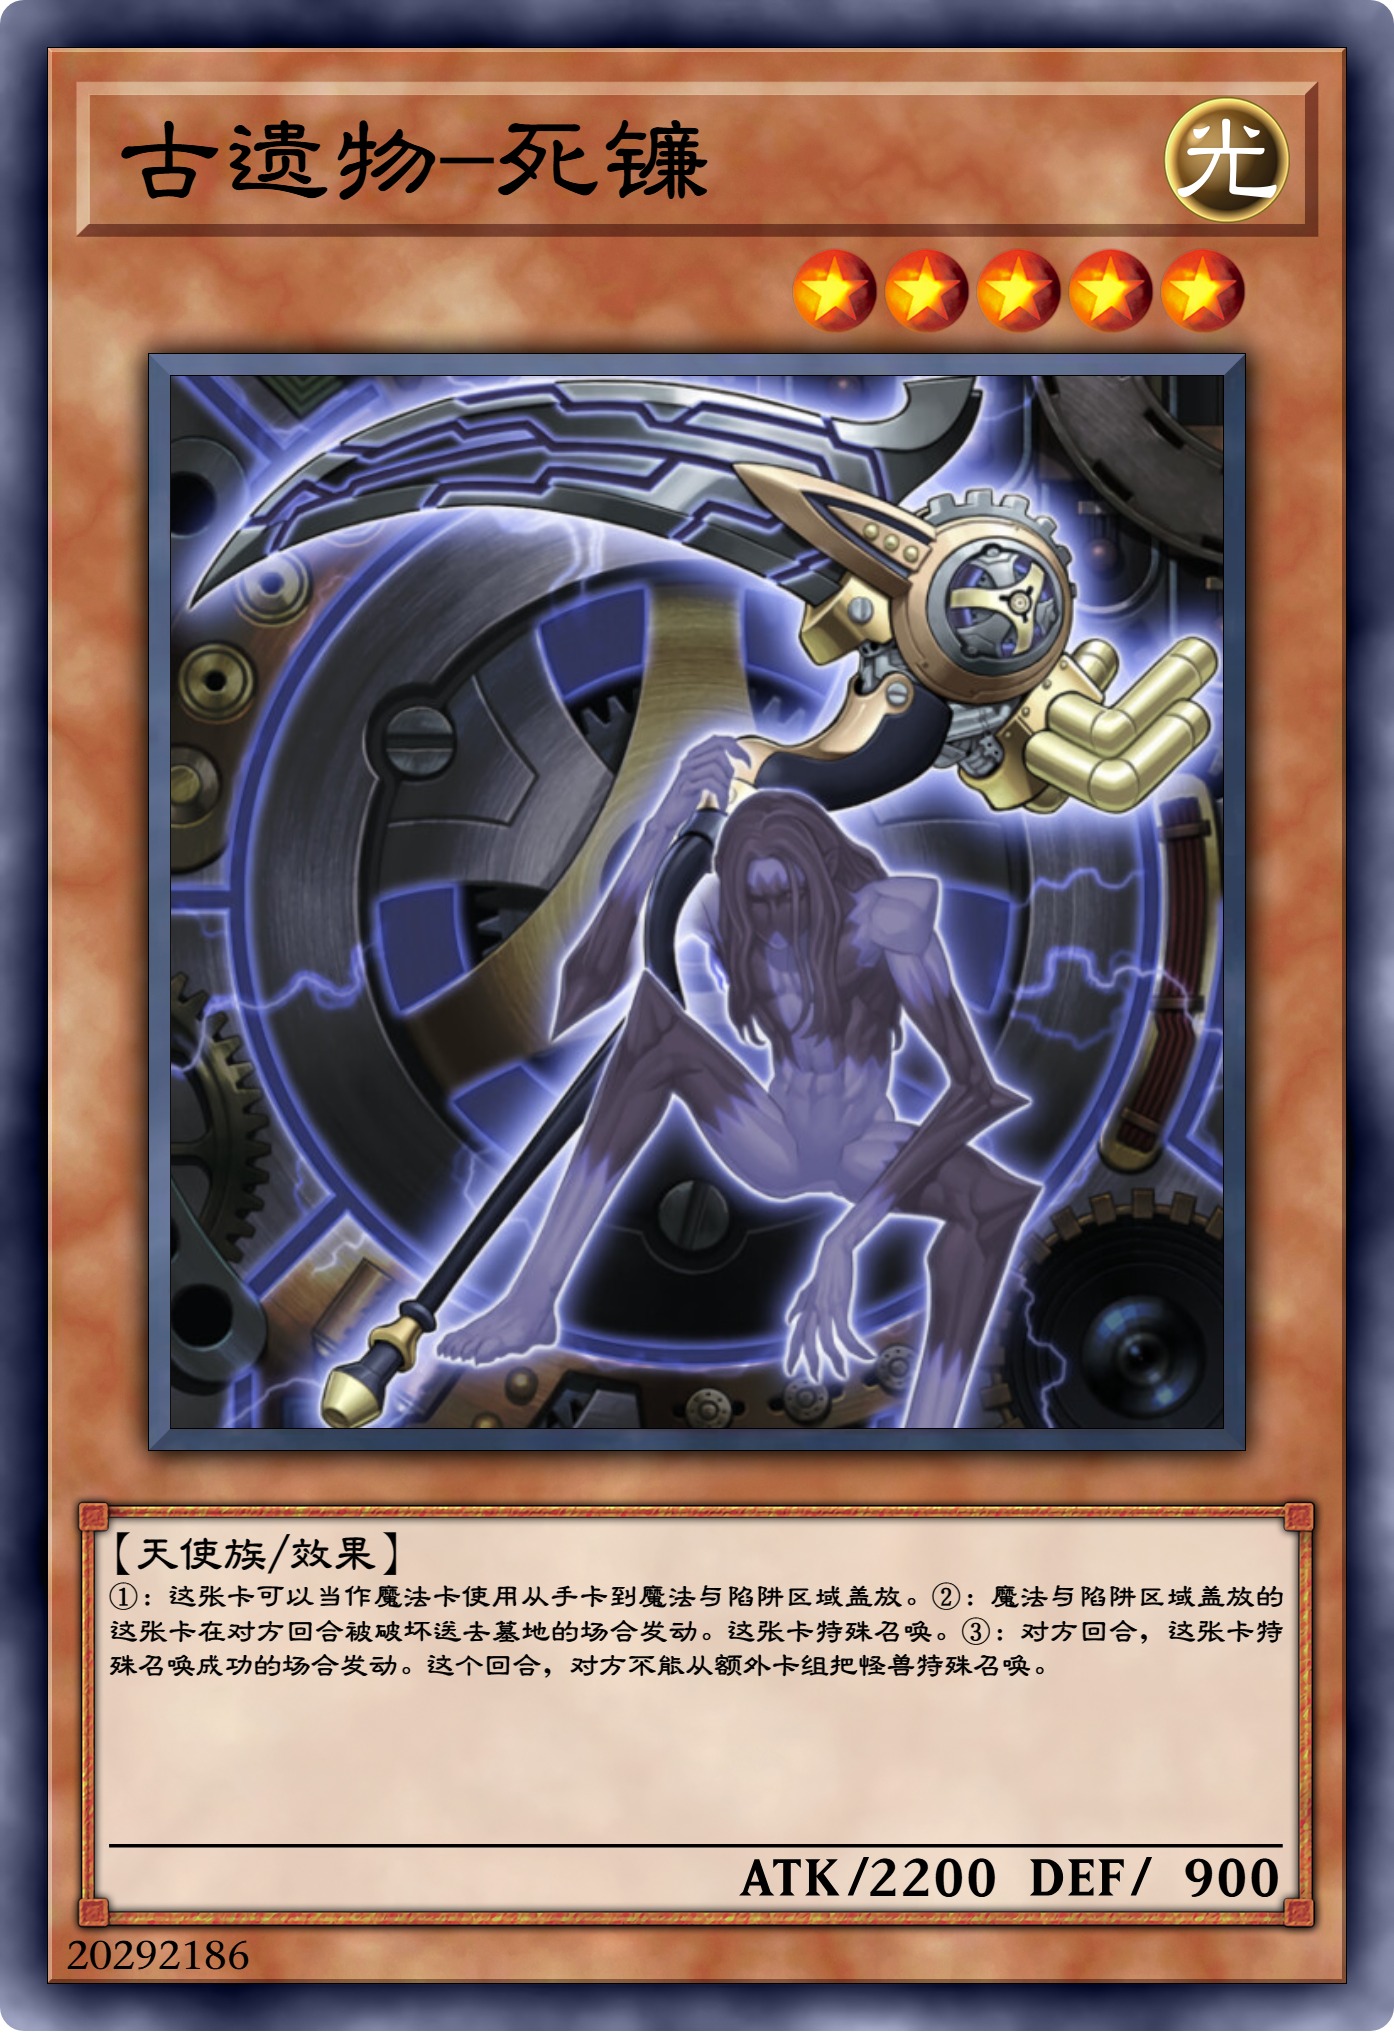 古遗物-死镰
光
【天使族/效果】
①：这张卡可以当作魔法卡使用从手卡到魔法与陷阱区域盖放。②：魔法与陷阱区域盖放的
这张卡在对方回合被破坏送去墓地的场合发动。这张卡特殊召唤。③：对方回合，这张卡特
殊召唤成功的场合发动。这个回合，对方不能从额外卡组把怪兽特殊召唤。
ATK/2200 DEF/ 900
20292186